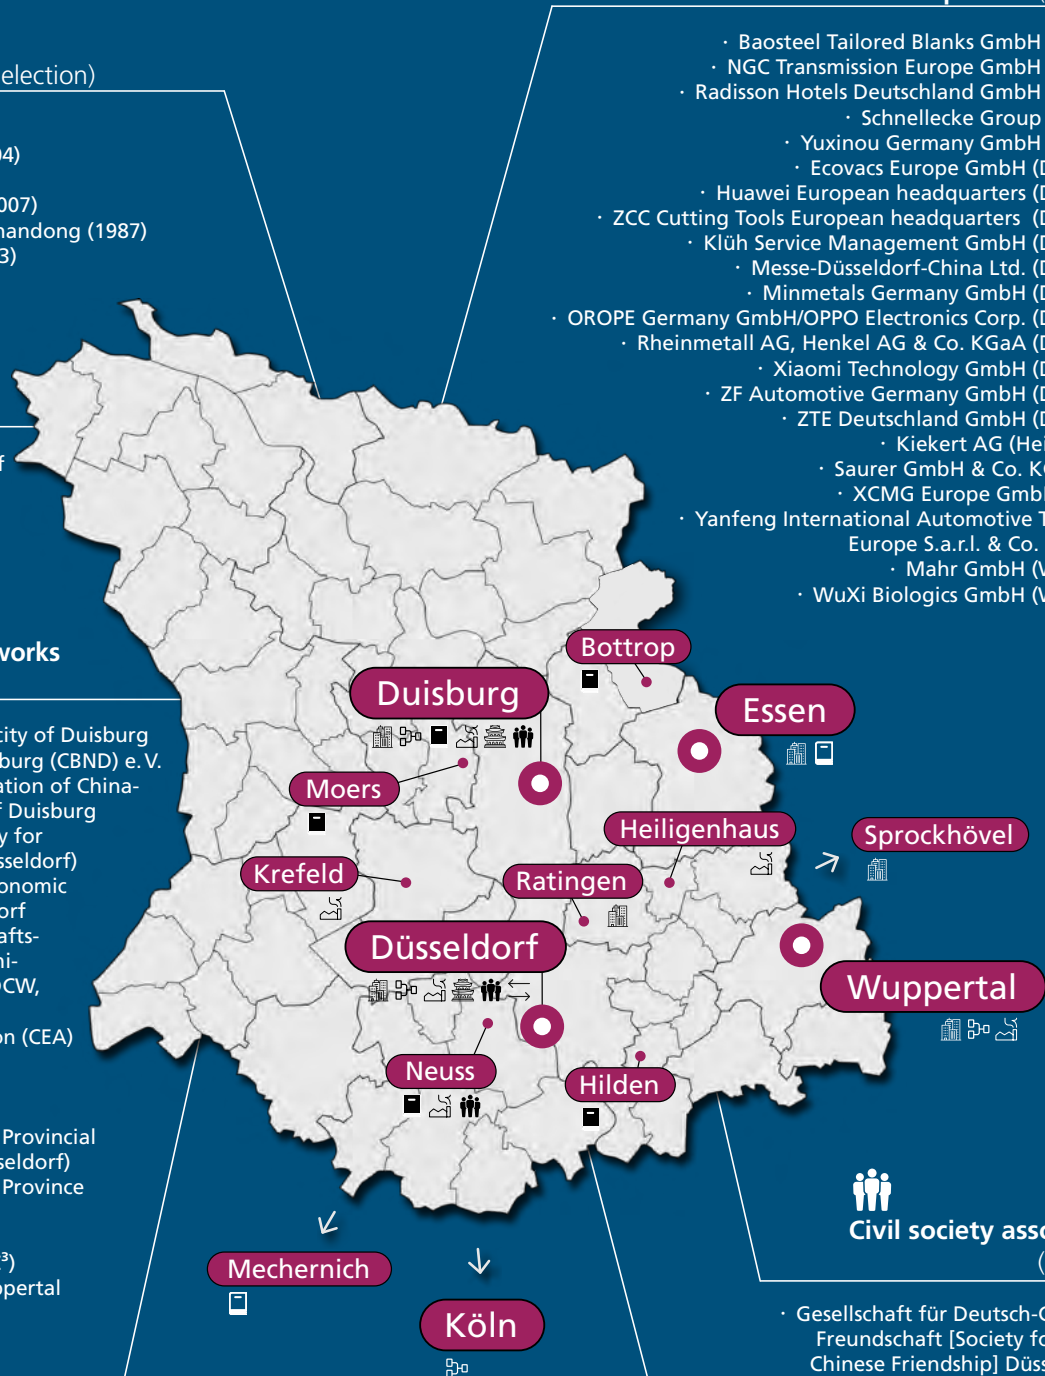 election)
04)
007)
handong (1987)
3)
f
works
city of Duisburg
burg (CBND) e.V.
ation of China-
f Duisburg
y for
sseldorf)
onomic
orf
afts-
ni-
OCW,
on (CEA)
Provincial
seldorf)
Province
³)
ppertal
· Baosteel Tailored Blanks GmbH
· NGC Transmission Europe GmbH
· Radisson Hotels Deutschland GmbH
· Schnellecke Group
· Yuxinou Germany GmbH
· Ecovacs Europe GmbH (D
· Huawei European headquarters (D
· ZCC Cutting Tools European headquarters (D
· Klüh Service Management GmbH (D
· Messe-Düsseldorf-China Ltd. (D
· Minmetals Germany GmbH (D
· OROPE Germany GmbH/OPPO Electronics Corp. (D
· Rheinmetall AG, Henkel AG & Co. KGaA (D
· Xiaomi Technology GmbH (D
· ZF Automotive Germany GmbH (D
· ZTE Deutschland GmbH (D
· Kiekert AG (Hei
· Saurer GmbH & Co. K
· XCMG Europe Gmb
· Yanfeng International Automotive T
Europe S.a.r.l. & Co.
· Mahr GmbH (W
· WuXi Biologics GmbH (W
Bottrop
Duisburg
Essen
Moers
Heiligenhaus
Sprockhövel
Krefeld
Ratingen
Düsseldorf
Wuppertal
Neuss
Hilden
Mechernich
Köln
Civil society asso
(
· Gesellschaft für Deutsch-C
Freundschaft [Society fo
Chinese Friendship] Düss